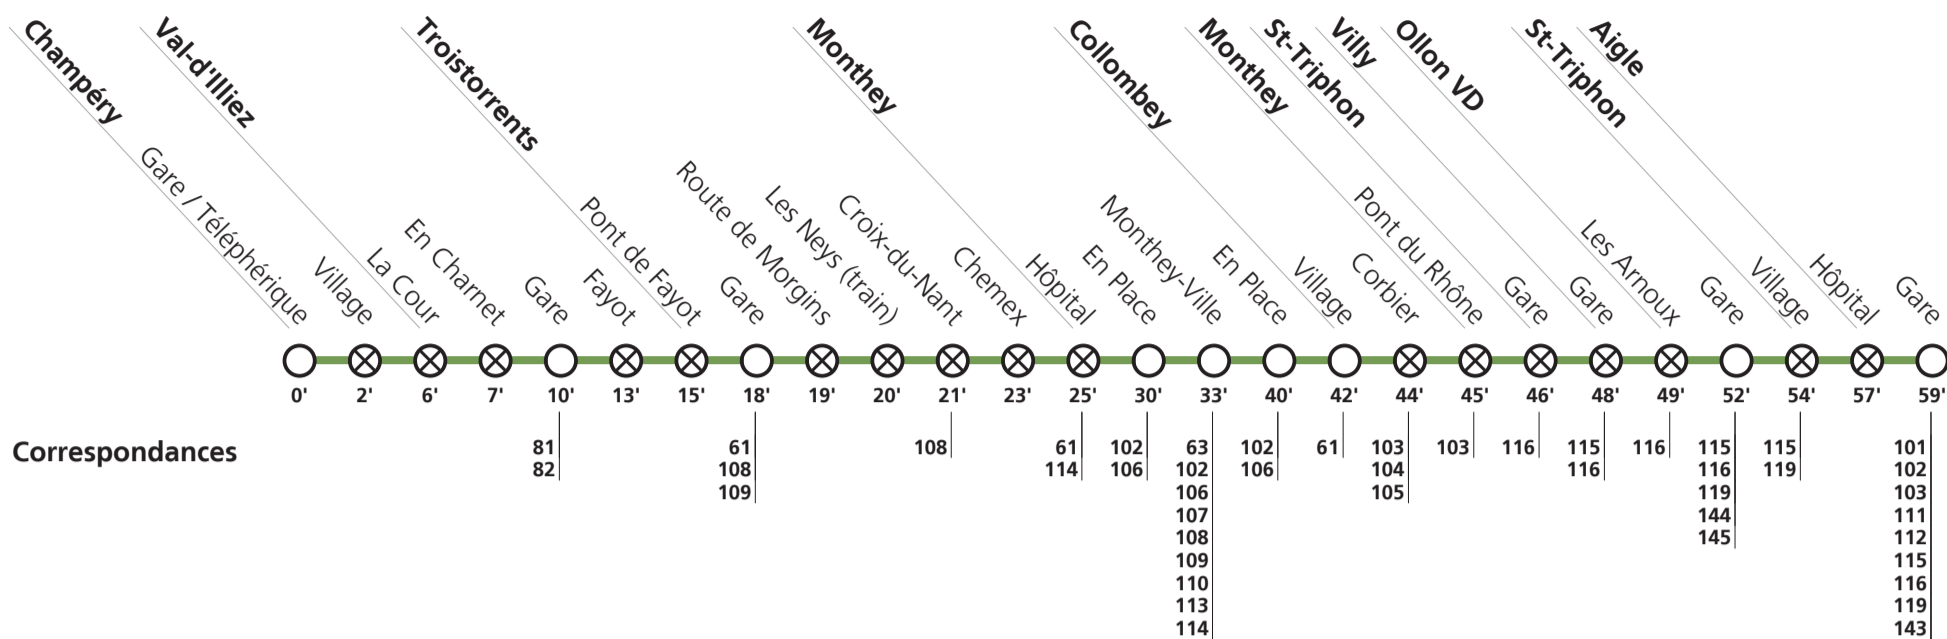 Champéry
Val-d'Illiez
Troistorrents
Monthey
Collombey
Monthey
St-Triphon
Villy
Ollon VD
St-Triphon
Aigle
Gare / Téléphérique
Village
La Cour
En Charnet
Gare
Fayot
Pont de Fayot
Gare
Route de Morgins
Les Neys (train)
Croix-du-Nant
Chemex
Hôpital
En Place
Monthey-Ville
En Place
Village
Corbier
Pont du Rhône
Gare
Gare
Les Arnoux
Gare
Village
Hôpital
Gare
0' 2' 6' 7' 10' 13' 15' 18' 19' 20' 21' 23' 25' 30' 33' 40' 42' 44' 45' 46' 48' 49' 52' 54' 57' 59'
Correspondances
81
82
61
108
109
108
61
114
102
106
63
102
106
107
108
109
110
113
114
102
106
61
103
104
105
103
116
115
116
116
115
116
119
144
145
115
119
101
102
103
111
112
115
116
119
143